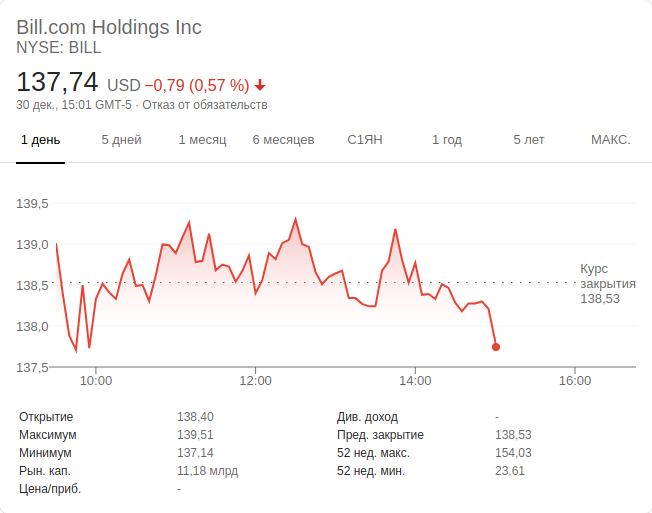 Bill.com Holdings Inc
NYSE: BILL
137,74 USD −0,79 (0,57 %)
30 дек., 15:01 GMT-5 · Отказ от обязательств
1 день 5 дней 1 месяц 6 месяцев С1ЯН 1 год 5 лет МАКС.
139,5
139,0
138,5
138,0
137,5
Курс
закрытия
138,53
10:00 12:00 14:00 16:00
Открытие 138,40 Див. доход -
Максимум 139,51 Пред. закрытие 138,53
Минимум 137,14 52 нед. макс. 154,03
Рын. кап. 11,18 млрд 52 нед. мин. 23,61
Цена/приб. -